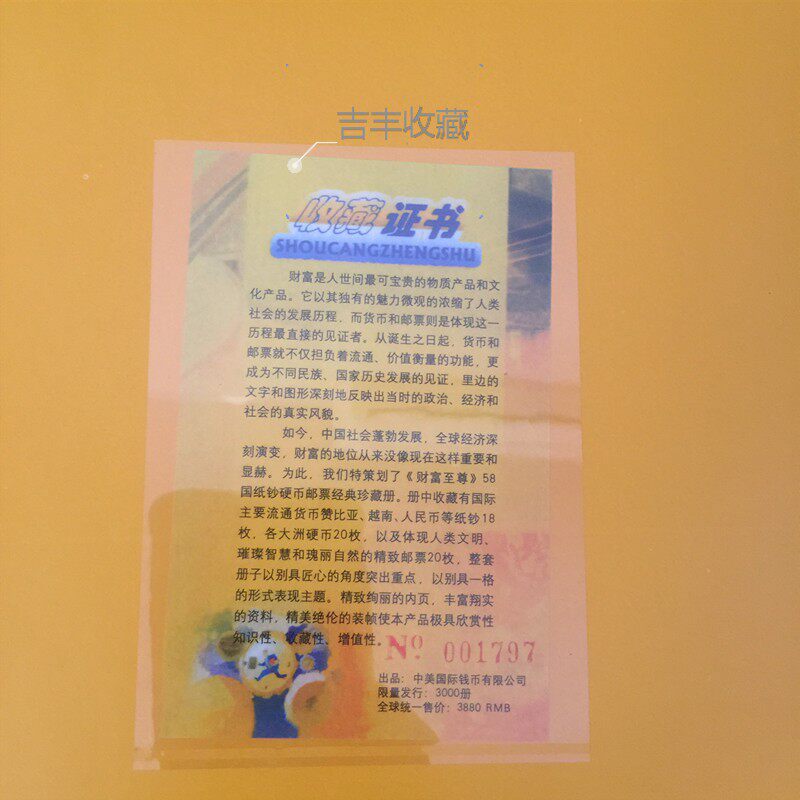 吉丰收藏
收藏证书
SHOUCANGZHENGSHU
财富是人世间最可宝贵的物质产品和文
化产品。它以其独有的魅力微观的浓缩了人类
社会的发展历程，而货币和邮票则是体现这一
历程最直接的见证者。从诞生之日起，货币和
邮票就不仅担负着流通、价值衡量的功能，更
成为不同民族、国家历史发展的见证，里边的
文字和图形深刻地反映出当时的政治、经济和
社会的真实风貌。
如今，中国社会蓬勃发展，全球经济深
刻演变，财富的地位从来没像现在这样重要和
显赫。为此，我们特策划了《财富至尊》58
国纸钞硬币邮票经典珍藏册。册中收藏有国际
主要流通货币赞比亚、越南、人民币等纸钞18
枚，各大洲硬币20枚，以及体现人类文明、
璀璨智慧和瑰丽自然的精致邮票20枚，整套
册子以别具匠心的角度突出重点，以别具一格
的形式表现主题。精致绚丽的内页，丰富翔实
的资料，精美绝伦的装帧使本产品极具欣赏性
知识性、收藏性、增值性。
Nº 001797
出品：中美国际钱币有限公司
限量发行：3000册
全球统一售价：3880 RMB